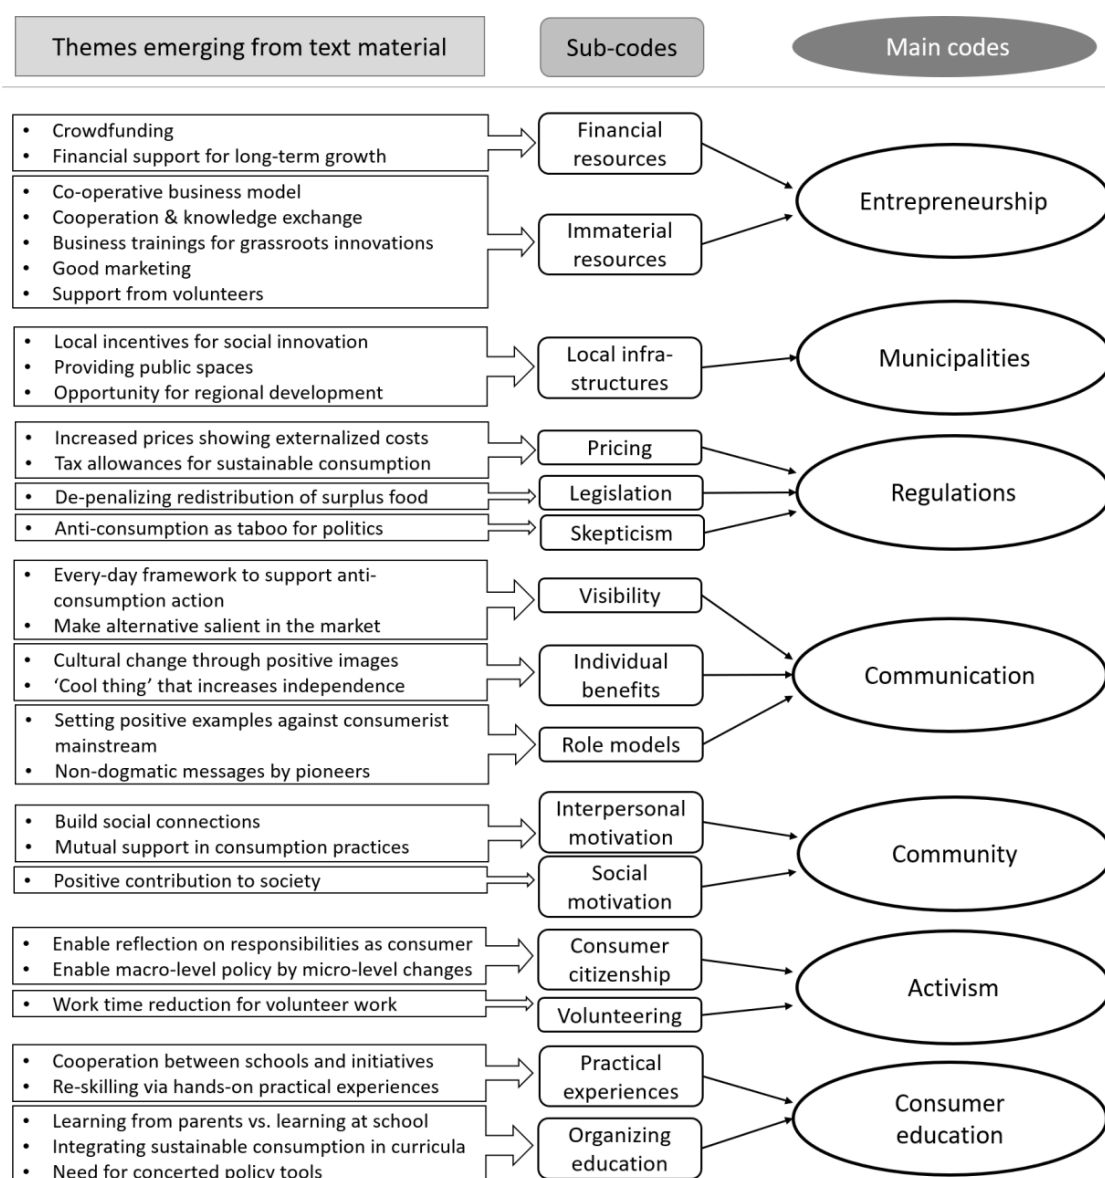 Themes emerging from text material
Sub-codes
Main codes
• Crowdfunding
• Financial support for long-term growth
Financial
resources
• Co-operative business model
• Cooperation & knowledge exchange
• Business trainings for grassroots innovations
• Good marketing
• Support from volunteers
Immaterial
resources
Entrepreneurship
• Local incentives for social innovation
• Providing public spaces
• Opportunity for regional development
Local infra-
structures
Municipalities
• Increased prices showing externalized costs
• Tax allowances for sustainable consumption
Pricing
• De-penalizing redistribution of surplus food
Legislation
• Anti-consumption as taboo for politics
Skepticism
Regulations
• Every-day framework to support anti-
consumption action
• Make alternative salient in the market
Visibility
• Cultural change through positive images
• ‘Cool thing’ that increases independence
Individual
benefits
• Setting positive examples against consumerist
mainstream
• Non-dogmatic messages by pioneers
Role models
Communication
• Build social connections
• Mutual support in consumption practices
Interpersonal
motivation
• Positive contribution to society
Social
motivation
Community
• Enable reflection on responsibilities as consumer
• Enable macro-level policy by micro-level changes
Consumer
citizenship
• Work time reduction for volunteer work
Volunteering
Activism
• Cooperation between schools and initiatives
• Re-skilling via hands-on practical experiences
Practical
experiences
• Learning from parents vs. learning at school
• Integrating sustainable consumption in curricula
• Need for concerted policy tools
Organizing
education
Consumer
education